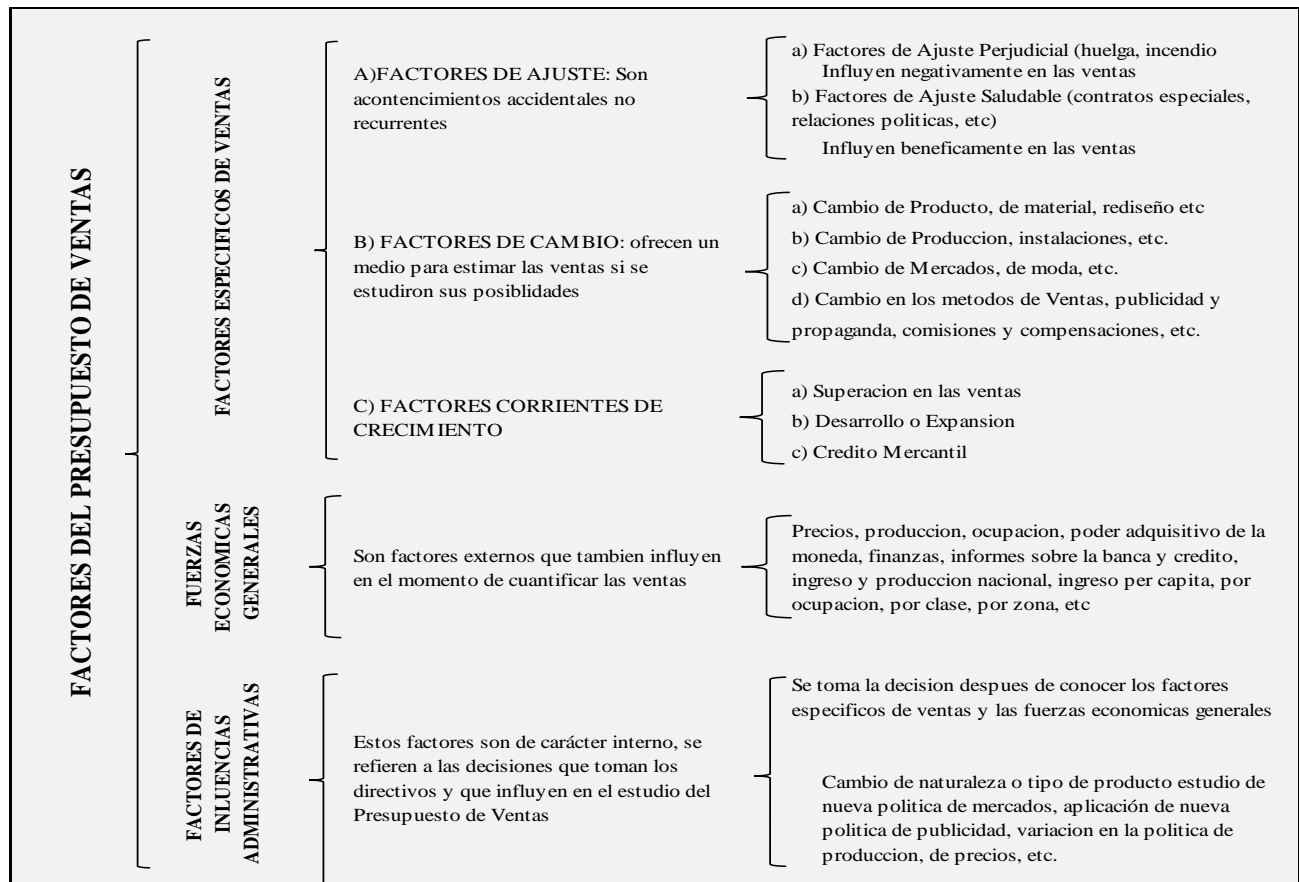 FACTORES DEL PRESUPUESTO DE VENTAS
FACTORES ESPECIFICOS DE VENTAS
A)FACTORES DE AJUSTE: Son
acontencimientos accidentales no
recurrentes
a) Factores de Ajuste Perjudicial (huelga, incendio
Influyen negativamente en las ventas
b) Factores de Ajuste Saludable (contratos especiales,
relaciones politicas, etc)
Influyen beneficamente en las ventas
B) FACTORES DE CAMBIO: ofrecen un
medio para estimar las ventas si se
estudiron sus posiblidades
a) Cambio de Producto, de material, rediseño etc
b) Cambio de Produccion, instalaciones, etc.
c) Cambio de Mercados, de moda, etc.
d) Cambio en los metodos de Ventas, publicidad y
propaganda, comisiones y compensaciones, etc.
C) FACTORES CORRIENTES DE
CRECIMIENTO
a) Superacion en las ventas
b) Desarrollo o Expansion
c) Credito Mercantil
FUERZAS
ECONOMICAS
GENERALES
Son factores externos que tambien influyen
en el momento de cuantificar las ventas
Precios, produccion, ocupacion, poder adquisitivo de la
moneda, finanzas, informes sobre la banca y credito,
ingreso y produccion nacional, ingreso per capita, por
ocupacion, por clase, por zona, etc
FACTORES DE
INLUENCIAS
ADMINISTRATIVAS
Estos factores son de carácter interno, se
refieren a las decisiones que toman los
directivos y que influyen en el estudio del
Presupuesto de Ventas
Se toma la decision despues de conocer los factores
especificos de ventas y las fuerzas economicas generales
Cambio de naturaleza o tipo de producto estudio de
nueva politica de mercados, aplicación de nueva
politica de publicidad, variacion en la politica de
produccion, de precios, etc.